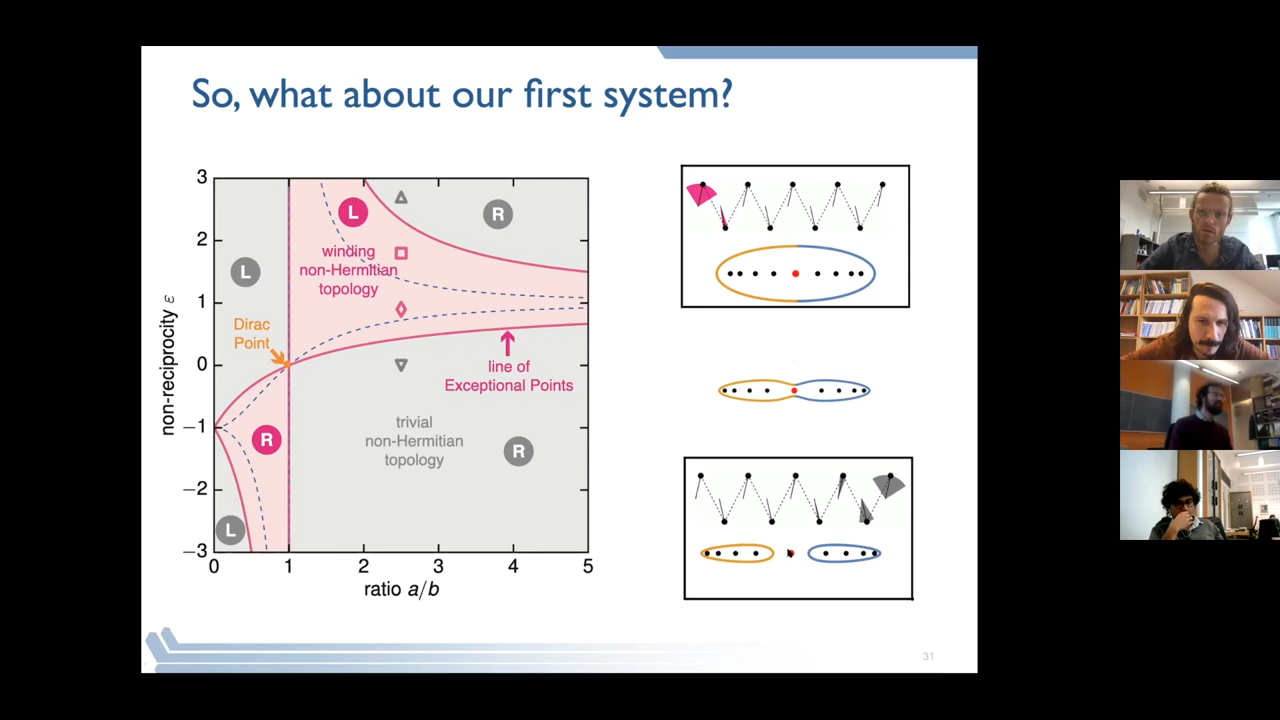 So, what about our first system?
3
2
1
0
−1
−2
−3
non-reciprocity ε
L
R
L
winding
non-Hermitian
topology
Dirac
Point
line of
Exceptional Points
R
trivial
non-Hermitian
topology
R
L
0
1
2
3
4
5
ratio a/b
31